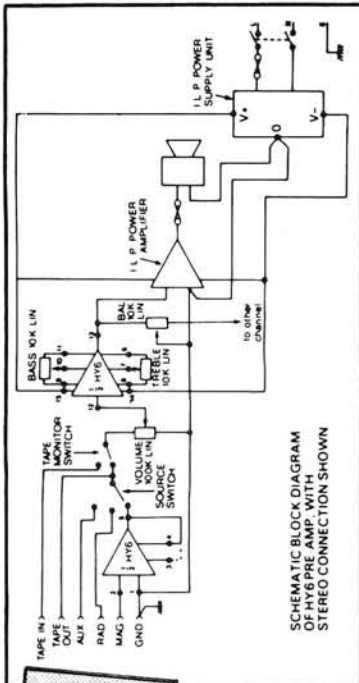 TAPE IN
TAPE
OUT
AUX
RAD
MAG
GND
TAPE
MONITOR
SWITCH
VOLUME
100K LIN
SOURCE
SWITCH
HY6
BASS 10K LIN
HY6
TREBLE
10K LIN
BAL
10K LIN
to other
channel
I L P POWER
AMPLIFIER
I L P POWER
SUPPLY UNIT
V+
O
V-
L
N
E
SCHEMATIC BLOCK DIAGRAM
OF HY6 PRE AMP. WITH
STEREO CONNECTION SHOWN